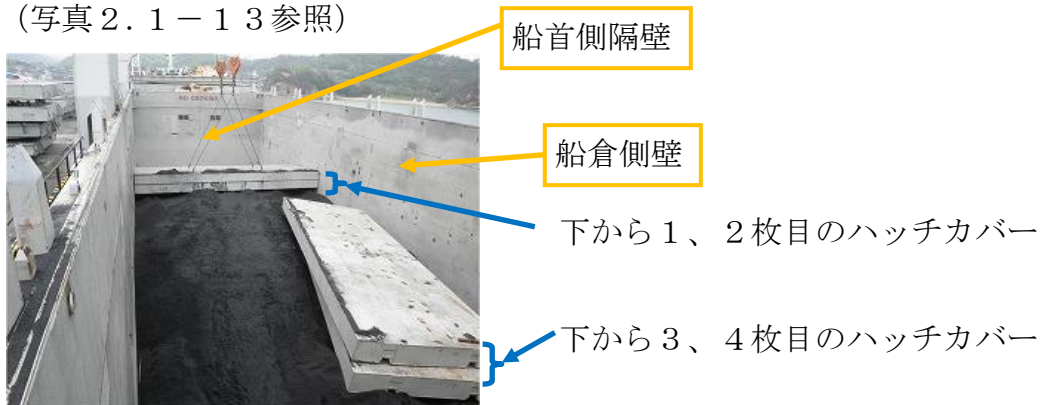 （写真２.１－１３参照）
船首側隔壁
船倉側壁
下から１、２枚目のハッチカバー
下から３、４枚目のハッチカバー